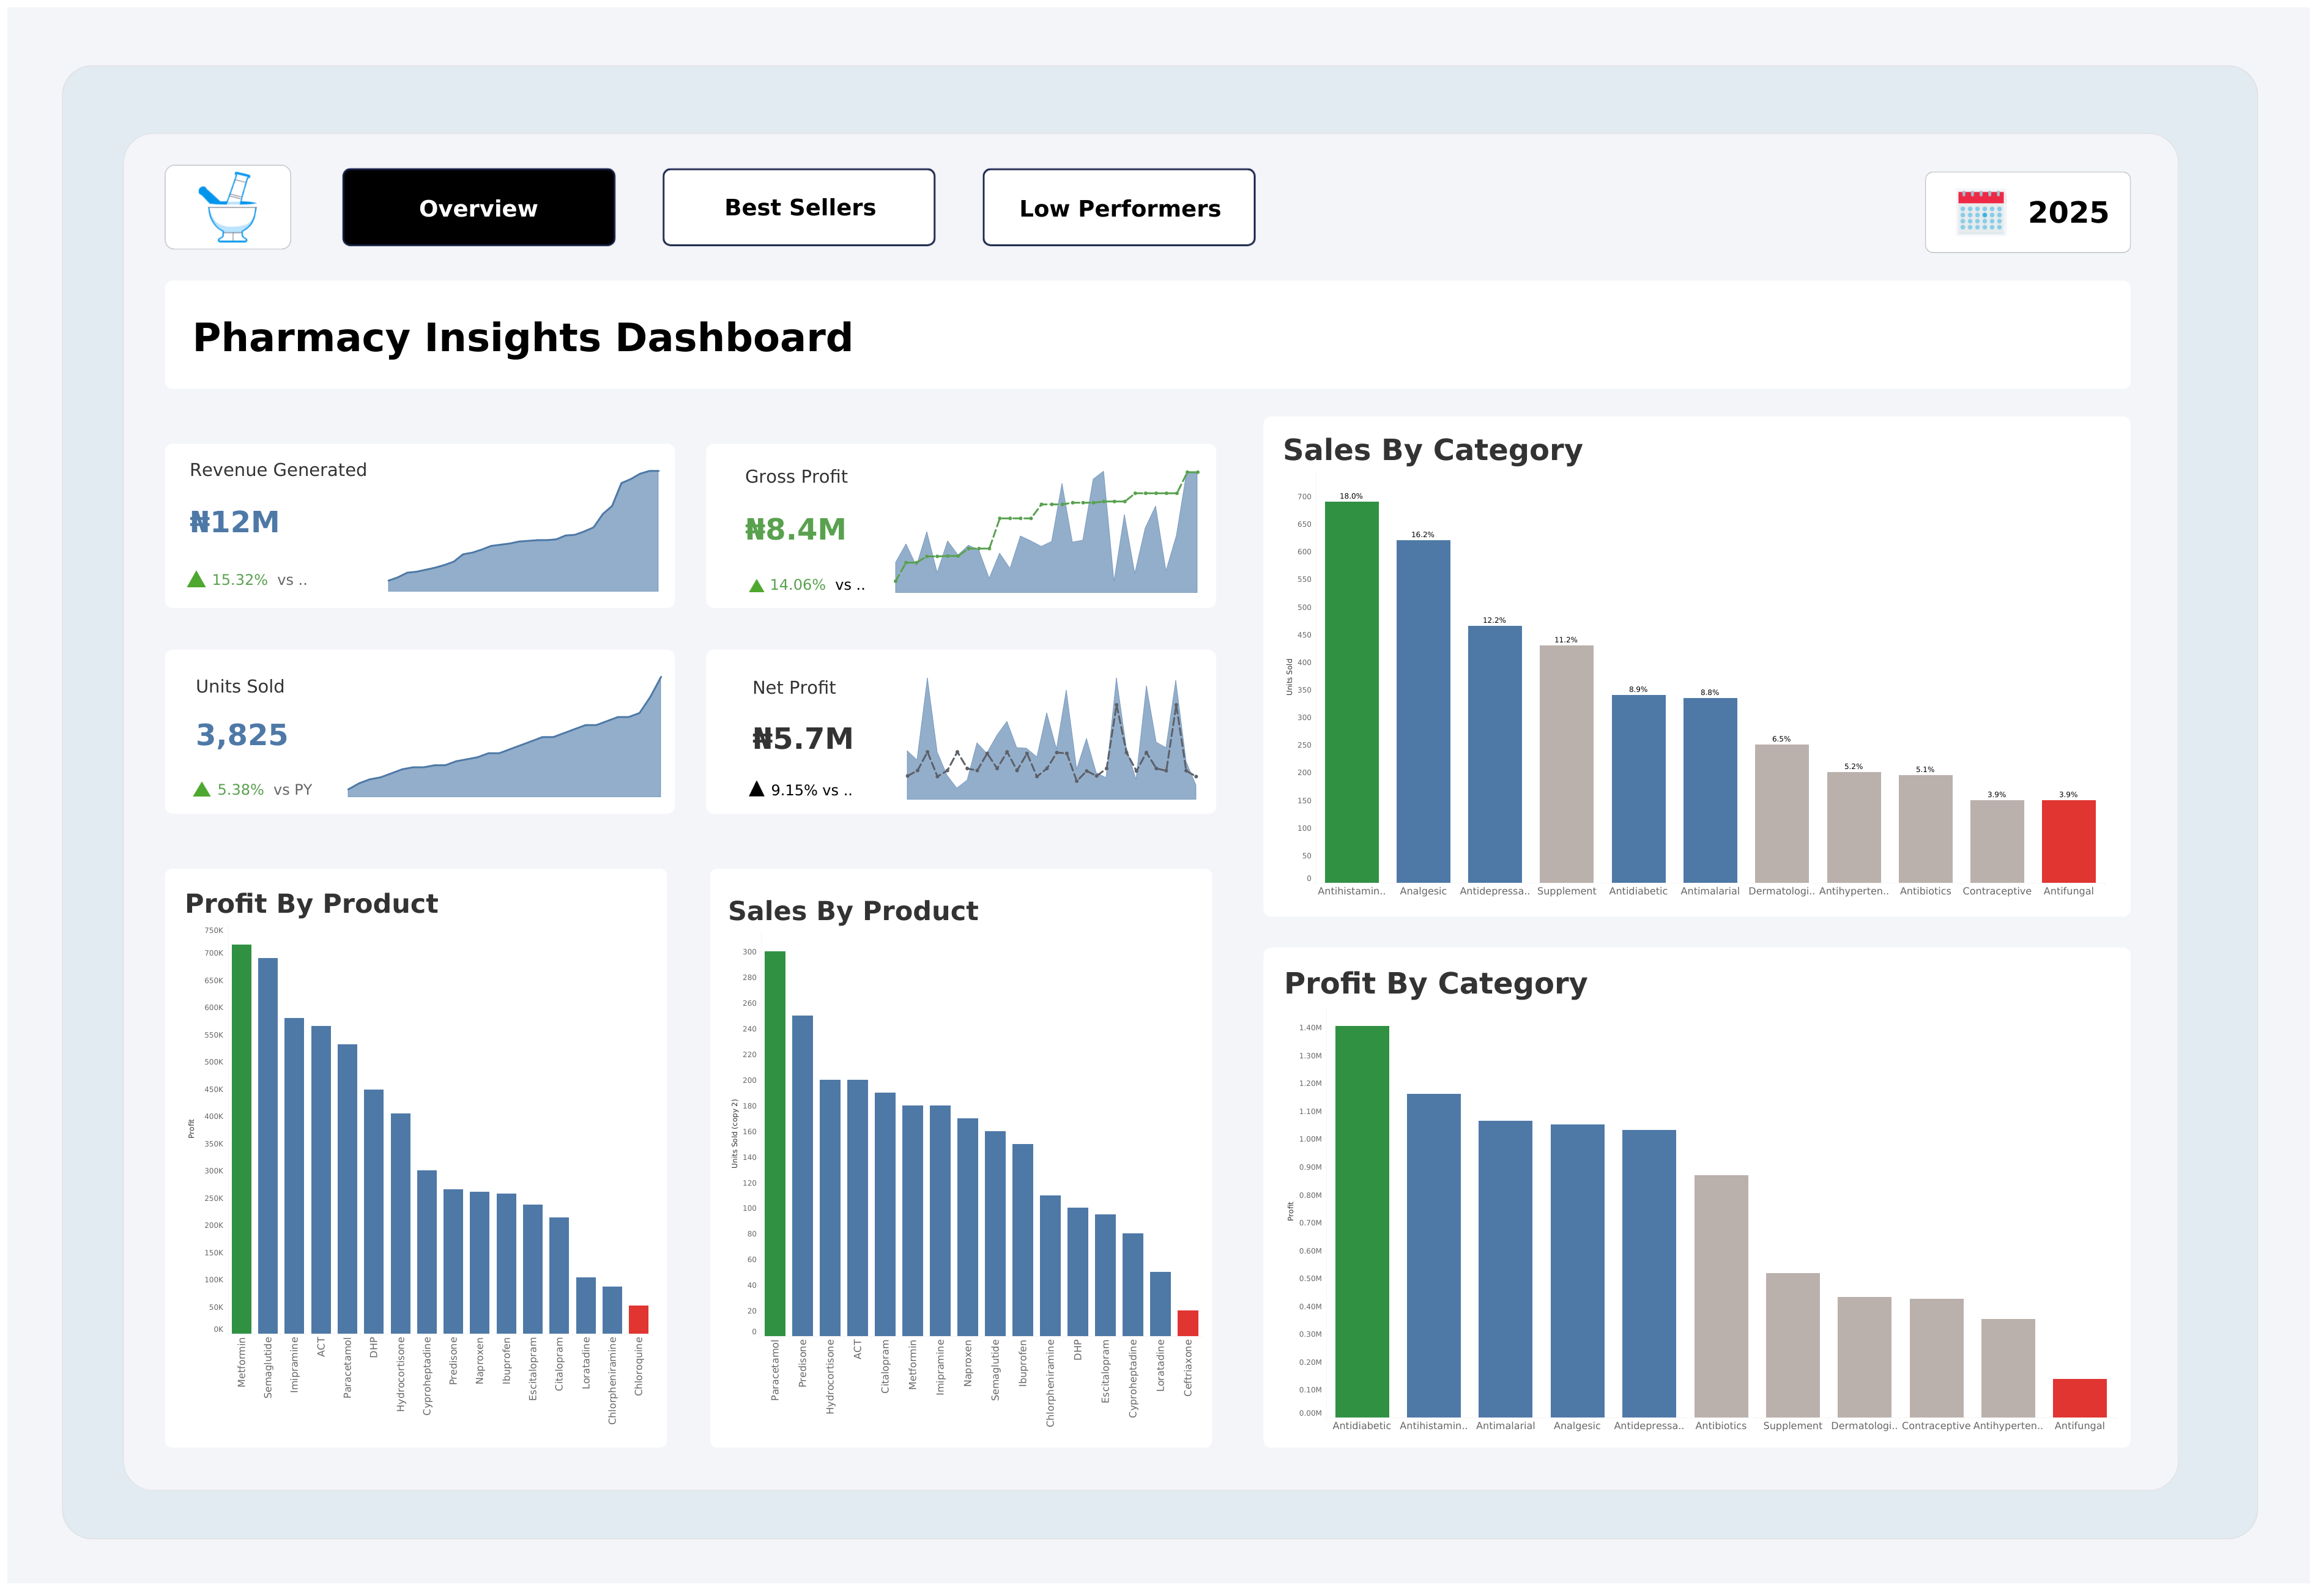 Overview
Best Sellers
Low Performers
2025
Pharmacy Insights Dashboard
Revenue Generated
₦12M
15.32% vs ..
Gross Profit
₦8.4M
14.06% vs ..
Units Sold
3,825
5.38% vs PY
Net Profit
₦5.7M
9.15% vs ..
Sales By Category
Units Sold
700
650
600
550
500
450
400
350
300
250
200
150
100
50
0
18.0%
16.2%
12.2%
11.2%
8.9%
8.8%
6.5%
5.2%
5.1%
3.9%
3.9%
Antihistamin..
Analgesic
Antidepressa..
Supplement
Antidiabetic
Antimalarial
Dermatologi..
Antihyperten..
Antibiotics
Contraceptive
Antifungal
Profit By Product
Profit
750K
700K
650K
600K
550K
500K
450K
400K
350K
300K
250K
200K
150K
100K
50K
0K
Metformin
Semaglutide
Imipramine
ACT
Paracetamol
DHP
Hydrocortisone
Cyproheptadine
Predisone
Naproxen
Ibuprofen
Escitalopram
Citalopram
Loratadine
Chlorpheniramine
Chloroquine
Sales By Product
Units Sold (copy 2)
300
280
260
240
220
200
180
160
140
120
100
80
60
40
20
0
Paracetamol
Predisone
Hydrocortisone
ACT
Citalopram
Metformin
Imipramine
Naproxen
Semaglutide
Ibuprofen
Chlorpheniramine
DHP
Escitalopram
Cyproheptadine
Loratadine
Ceftriaxone
Profit By Category
Profit
1.40M
1.30M
1.20M
1.10M
1.00M
0.90M
0.80M
0.70M
0.60M
0.50M
0.40M
0.30M
0.20M
0.10M
0.00M
Antidiabetic
Antihistamin..
Antimalarial
Analgesic
Antidepressa..
Antibiotics
Supplement
Dermatologi..
Contraceptive
Antihyperten..
Antifungal